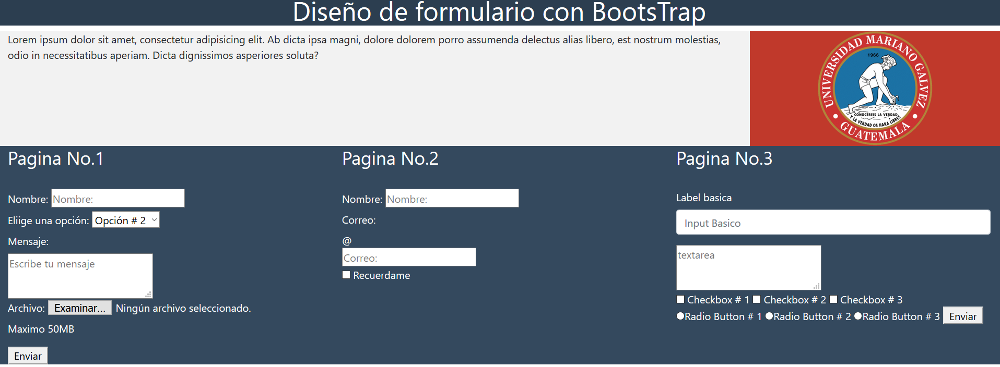 Diseño de formulario con BootsTrap
Lorem ipsum dolor sit amet, consectetur adipisicing elit. Ab dicta ipsa magni, dolore dolorem porro assumenda delectus alias libero, est nostrum molestias,
odio in necessitatibus aperiam. Dicta dignissimos asperiores soluta?
UNIVERSIDAD MARIANO GALVEZ
1966
CONOCEREIS LA VERDAD
Y LA VERDAD OS HARA LIBRES
GUATEMALA
Pagina No.1
Nombre: Nombre:
Eliige una opción: Opción # 2
Mensaje:
Escribe tu mensaje
Archivo: Examinar... Ningún archivo seleccionado.
Maximo 50MB
Enviar
Pagina No.2
Nombre: Nombre:
Correo:
@
Correo:
Recuerdame
Pagina No.3
Label basica
Input Basico
textarea
Checkbox # 1 Checkbox # 2 Checkbox # 3
Radio Button # 1 Radio Button # 2 Radio Button # 3 Enviar